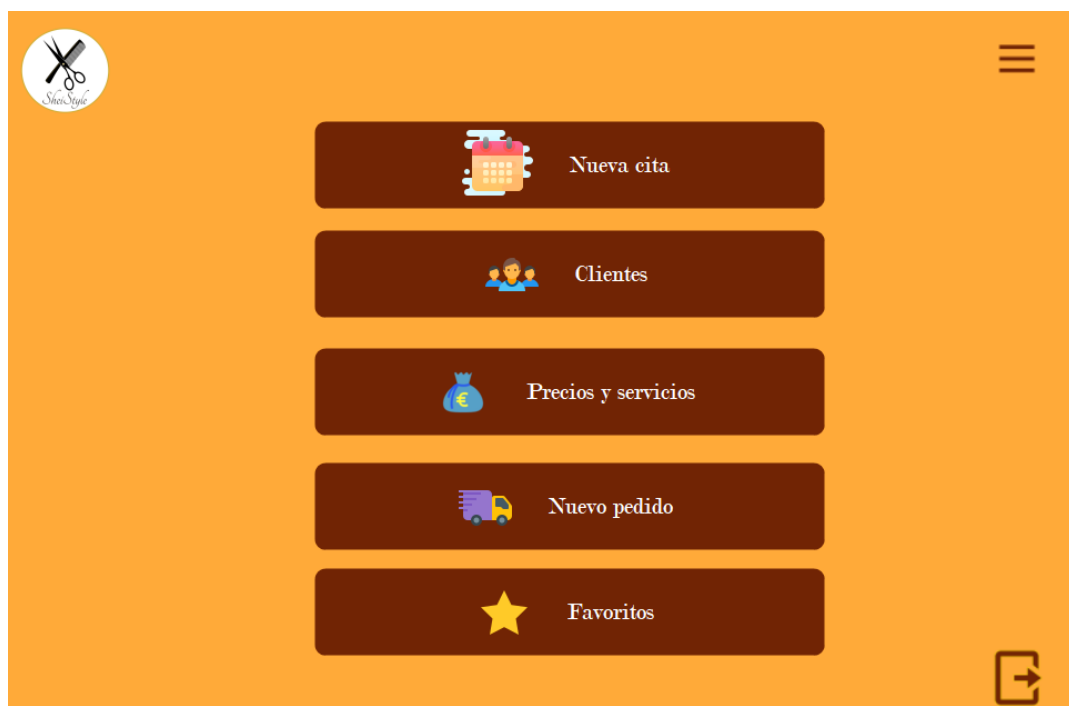 SheiStyle
Nueva cita
Clientes
Precios y servicios
Nuevo pedido
Favoritos